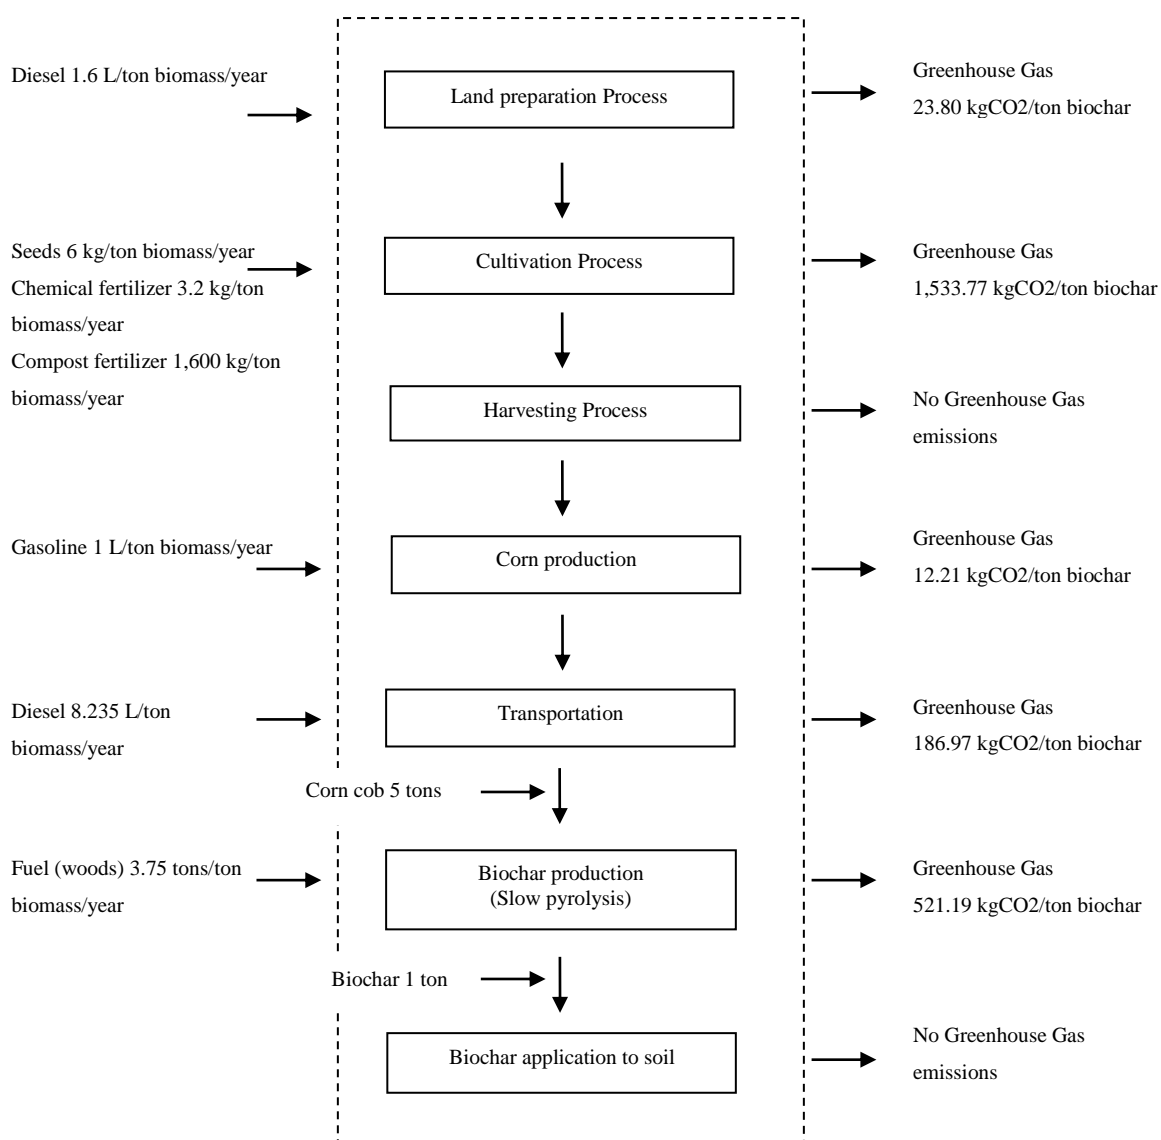 Diesel 1.6 L/ton biomass/year
Land preparation Process
Greenhouse Gas
23.80 kgCO2/ton biochar
Seeds 6 kg/ton biomass/year
Chemical fertilizer 3.2 kg/ton
biomass/year
Compost fertilizer 1,600 kg/ton
biomass/year
Cultivation Process
Greenhouse Gas
1,533.77 kgCO2/ton biochar
Harvesting Process
No Greenhouse Gas
emissions
Gasoline 1 L/ton biomass/year
Corn production
Greenhouse Gas
12.21 kgCO2/ton biochar
Diesel 8.235 L/ton
biomass/year
Transportation
Greenhouse Gas
186.97 kgCO2/ton biochar
Corn cob 5 tons
Fuel (woods) 3.75 tons/ton
biomass/year
Biochar production
(Slow pyrolysis)
Greenhouse Gas
521.19 kgCO2/ton biochar
Biochar 1 ton
Biochar application to soil
No Greenhouse Gas
emissions